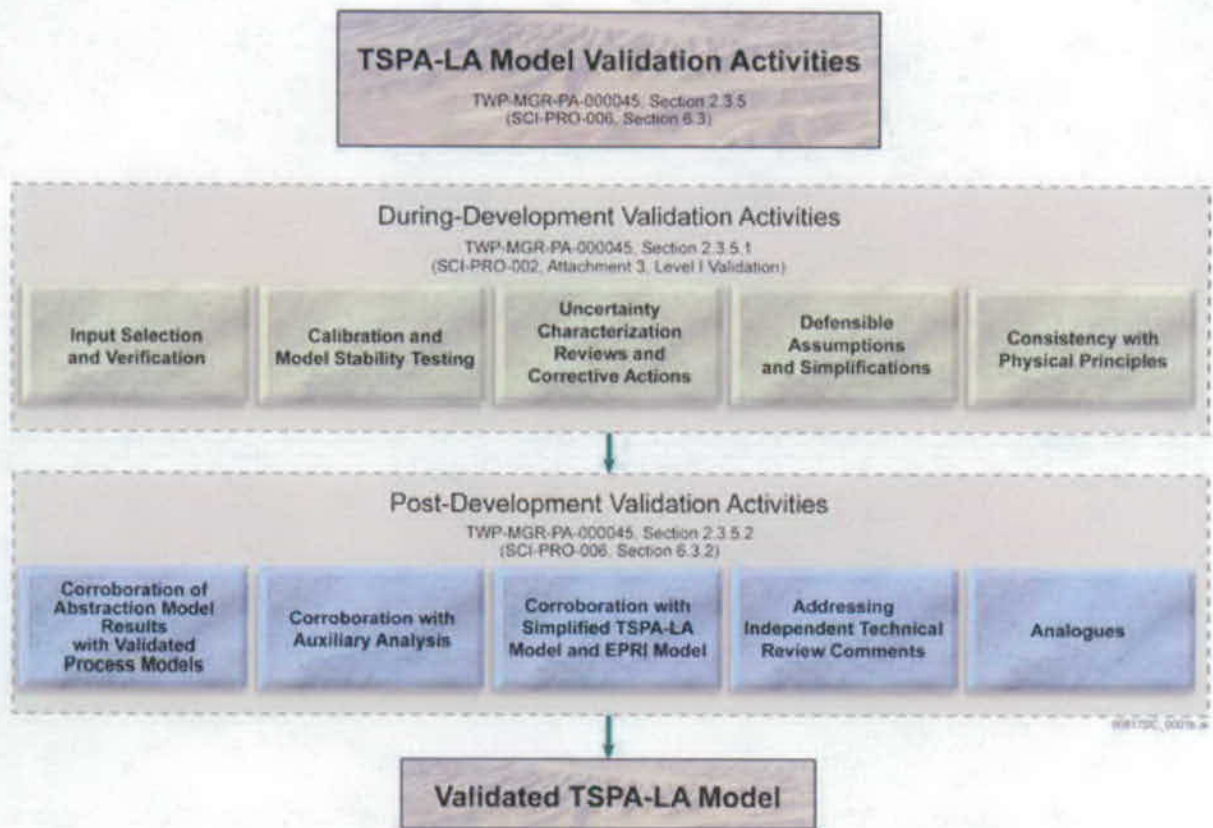 TSPA-LA Model Validation Activities
TWP-MGR-PA-000045, Section 2.3.5
(SCI-PRO-006, Section 6.3)
During-Development Validation Activities
TWP-MGR-PA-000045, Section 2.3.5.1
(SCI-PRO-002, Attachment 3, Level I Validation)
Input Selection
and Verification
Calibration and
Model Stability Testing
Uncertainty
Characterization
Reviews and
Corrective Actions
Defensible
Assumptions
and Simplifications
Consistency with
Physical Principles
Post-Development Validation Activities
TWP-MGR-PA-000045, Section 2.3.5.2
(SCI-PRO-006, Section 6.3.2)
Corroboration of
Abstraction Model
Results
with Validated
Process Models
Corroboration with
Auxiliary Analysis
Corroboration with
Simplified TSPA-LA
Model and EPRI Model
Addressing
Independent Technical
Review Comments
Analogues
Validated TSPA-LA Model